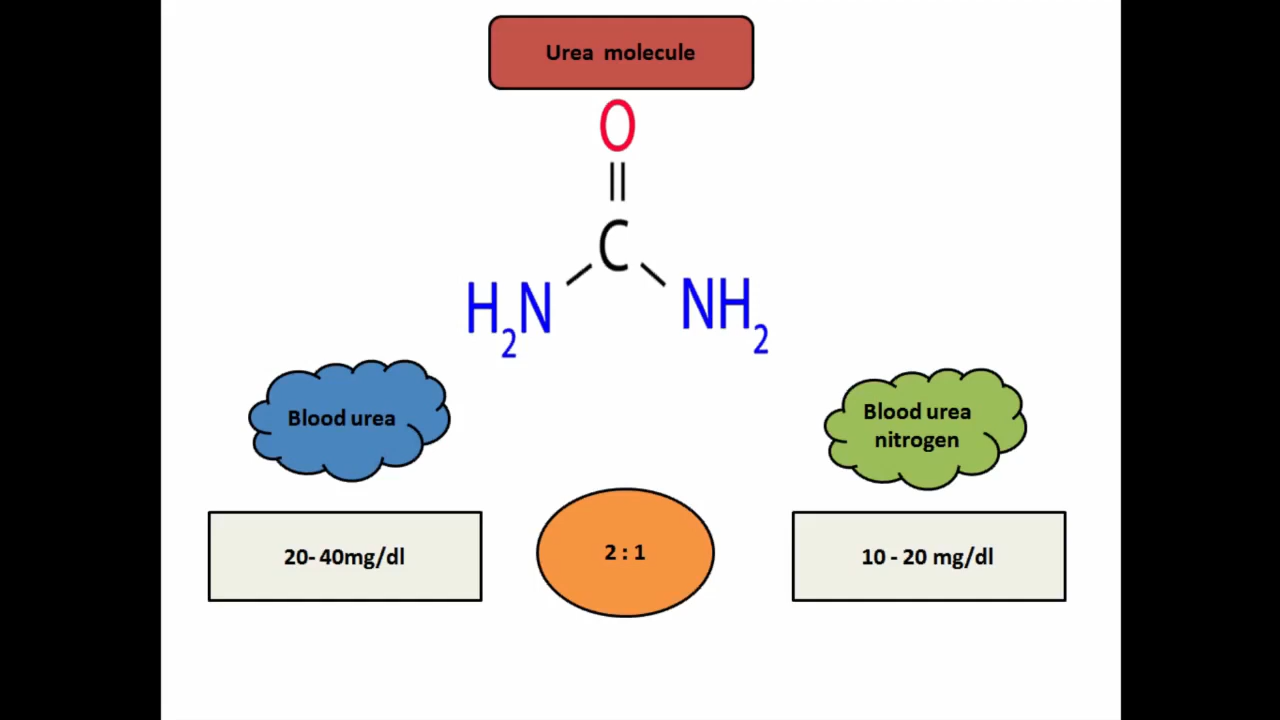 Urea molecule
O
||
C
H2N NH2
Blood urea
Blood urea
nitrogen
20- 40mg/dl
2 : 1
10 - 20 mg/dl